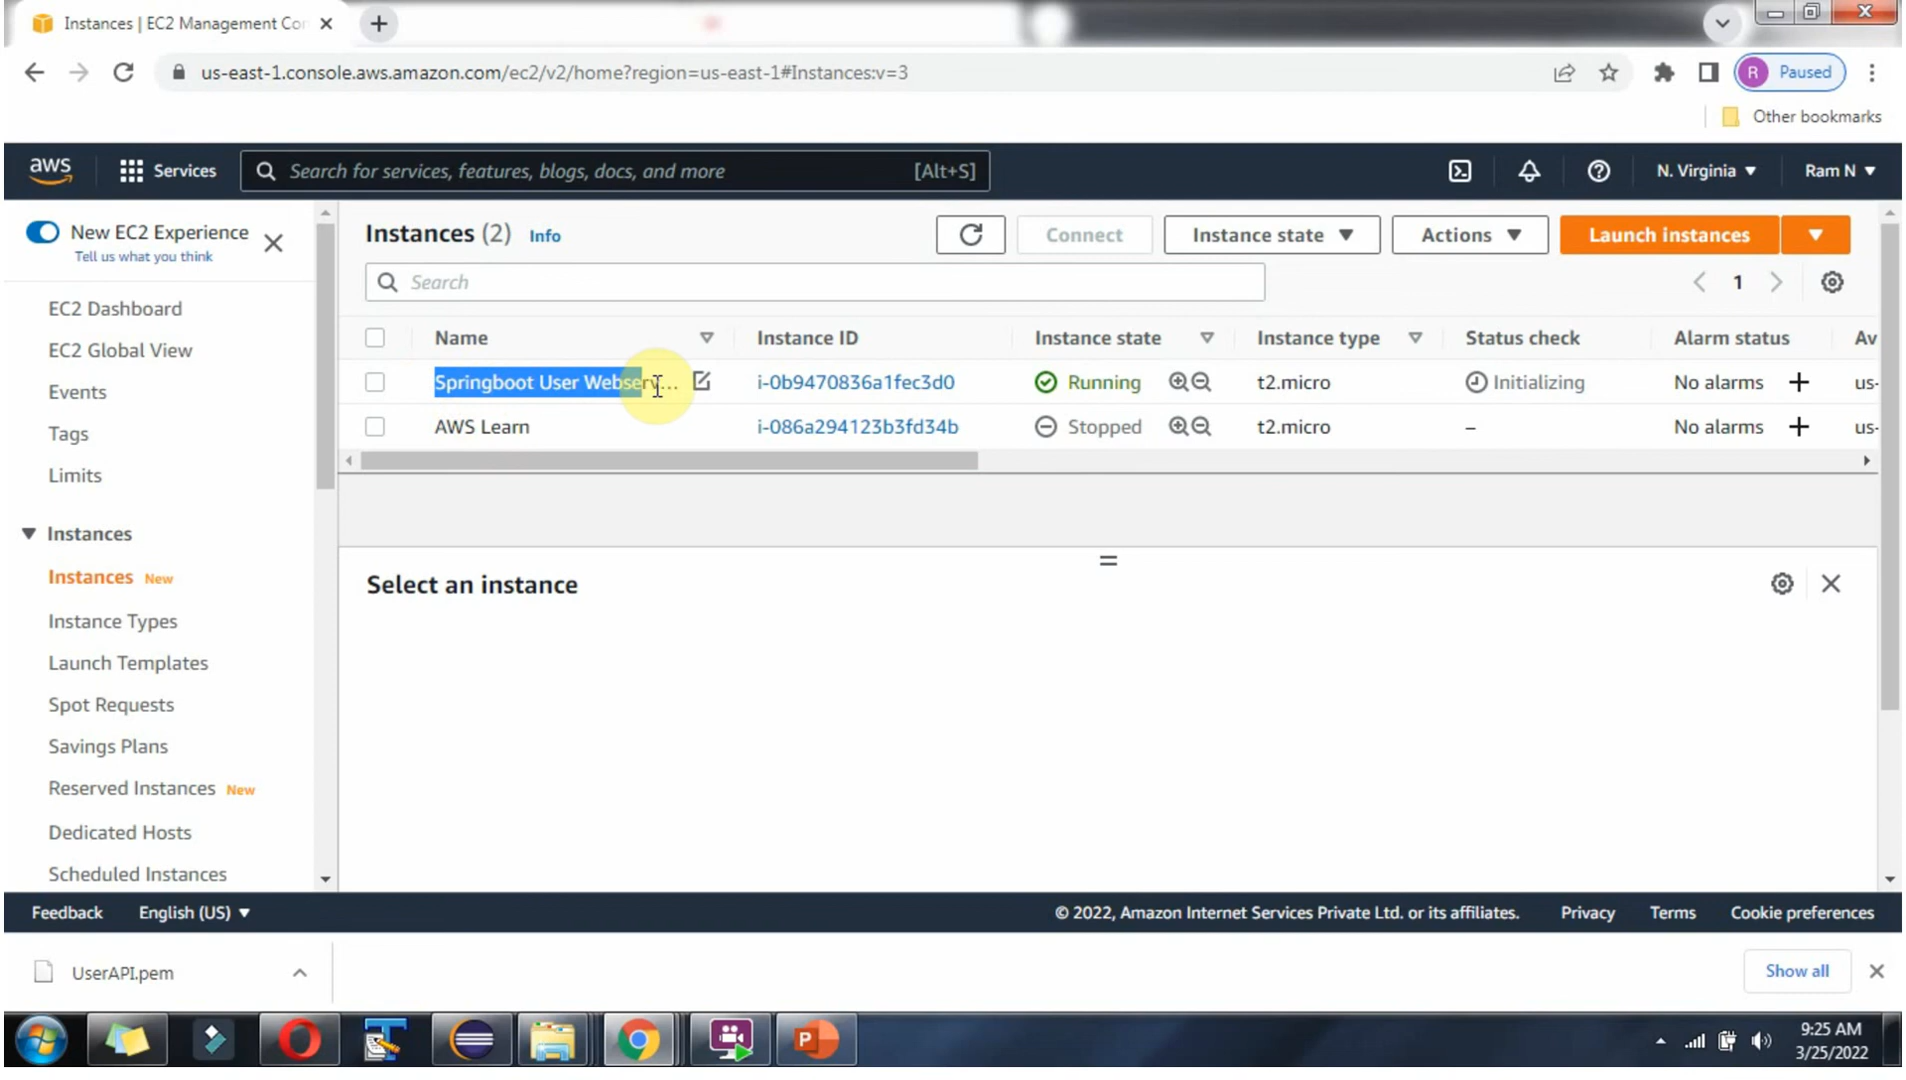 Instances | EC2 Management Con
us-east-1.console.aws.amazon.com/ec2/v2/home?region=us-east-1#Instances:v=3
R Paused
Other bookmarks
aws
Services
Search for services, features, blogs, docs, and more [Alt+S]
N. Virginia
Ram N
New EC2 Experience
Tell us what you think
EC2 Dashboard
EC2 Global View
Events
Tags
Limits
Instances
Instances New
Instance Types
Launch Templates
Spot Requests
Savings Plans
Reserved Instances New
Dedicated Hosts
Scheduled Instances
Instances (2) Info
Connect
Instance state
Actions
Launch instances
Search
1
Name Instance ID Instance state Instance type Status check Alarm status Av
Springboot User Webserv... i-0b9470836a1fec3d0 Running t2.micro Initializing No alarms + us-
AWS Learn i-086a294123b3fd34b Stopped t2.micro – No alarms + us-
Select an instance
Feedback English (US)
© 2022, Amazon Internet Services Private Ltd. or its affiliates. Privacy Terms Cookie preferences
UserAPI.pem
Show all
9:25 AM
3/25/2022